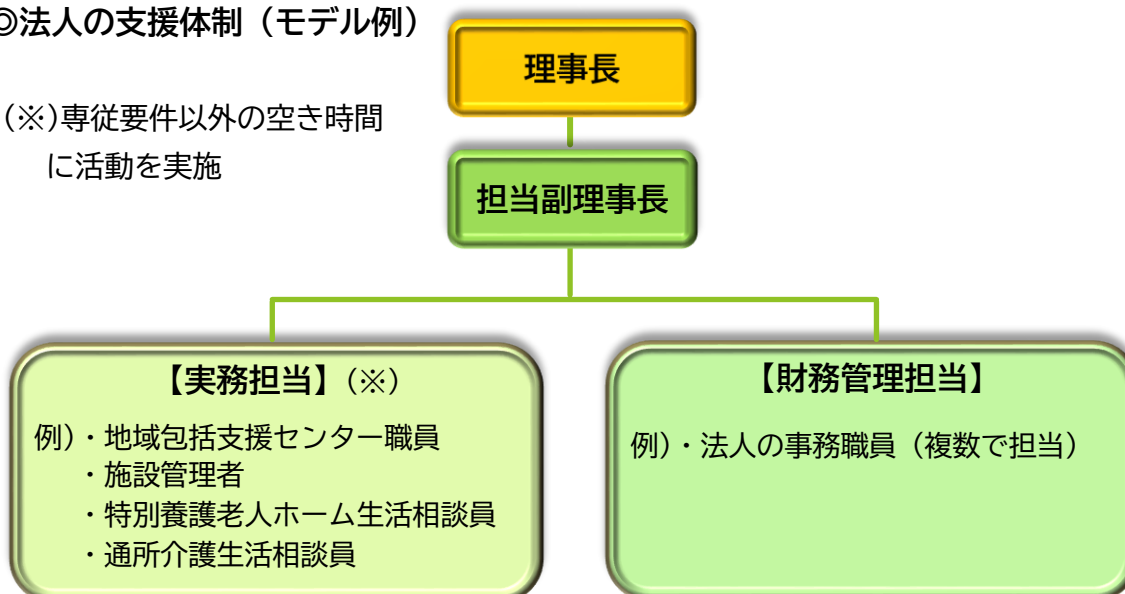 ◎法人の支援体制（モデル例）
理事長
（※）専従要件以外の空き時間
に活動を実施
担当副理事長
【実務担当】（※）
例）・地域包括支援センター職員
・施設管理者
・特別養護老人ホーム生活相談員
・通所介護生活相談員
【財務管理担当】
例）・法人の事務職員（複数で担当）